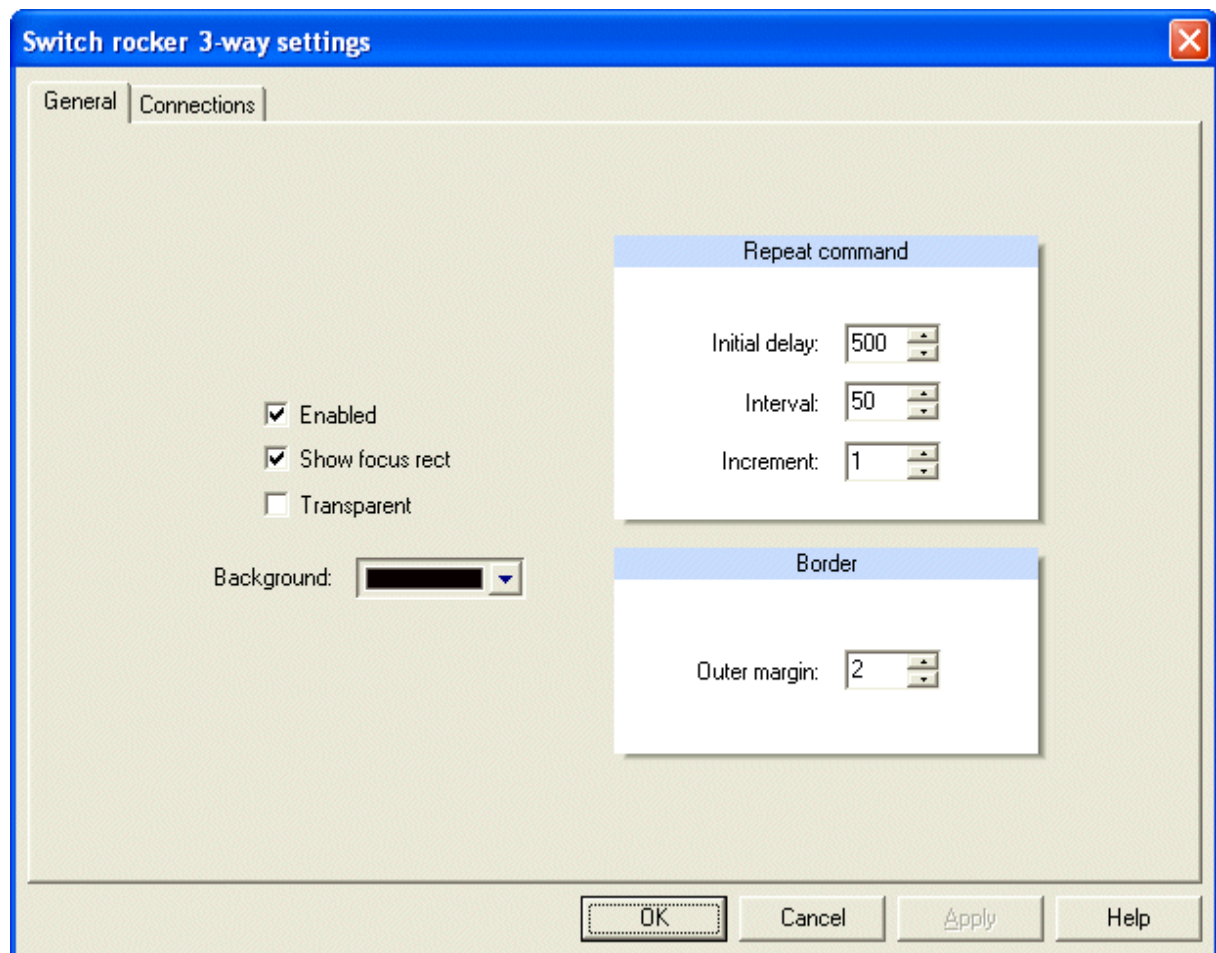 Switch rocker 3-way settings
General Connections
Repeat command
Initial delay: 500
Interval: 50
Increment: 1
Enabled
Show focus rect
Transparent
Background:
Border
Outer margin: 2
OK Cancel Apply Help